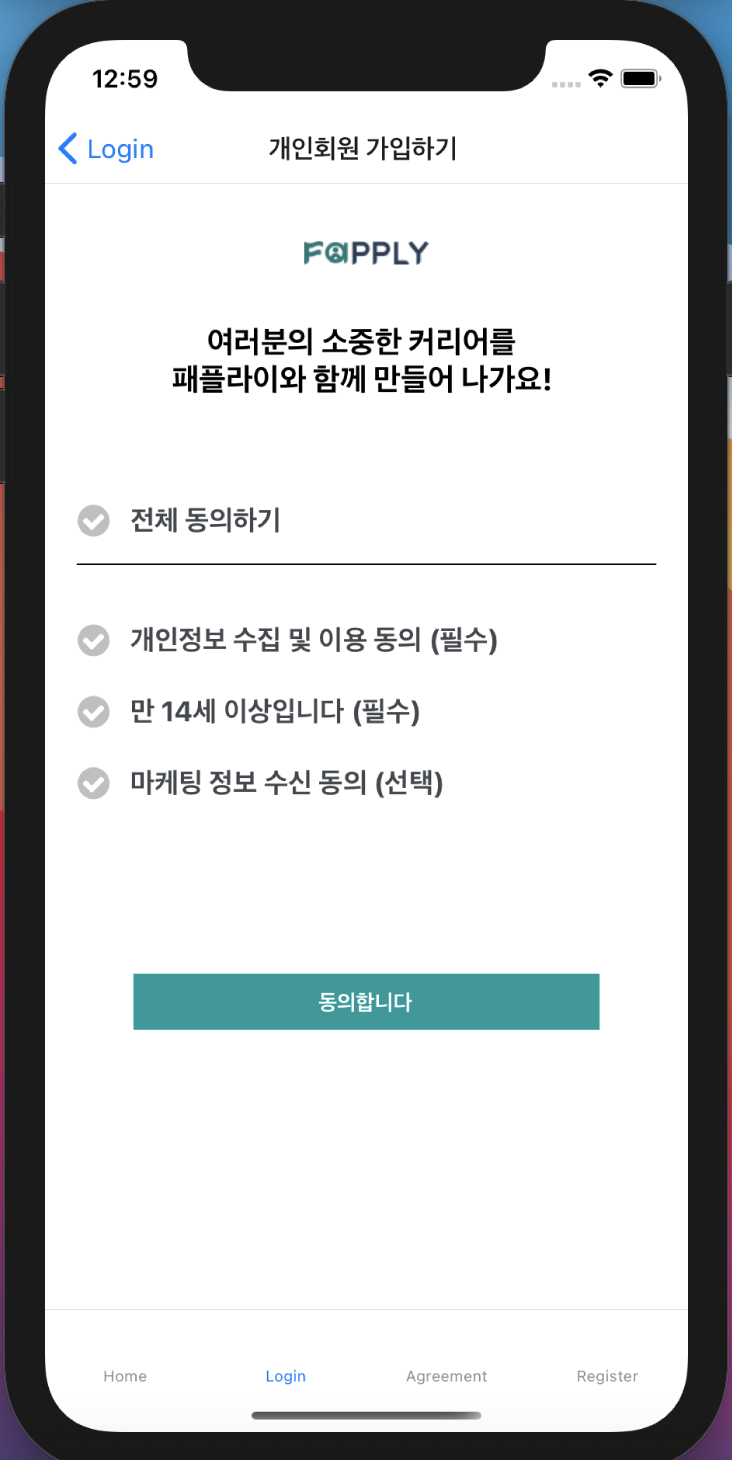 12:59
Login
개인회원 가입하기
FaPPLY
여러분의 소중한 커리어를
패플라이와 함께 만들어 나가요!
전체 동의하기
개인정보 수집 및 이용 동의 (필수)
만 14세 이상입니다 (필수)
마케팅 정보 수신 동의 (선택)
동의합니다
Home
Login
Agreement
Register